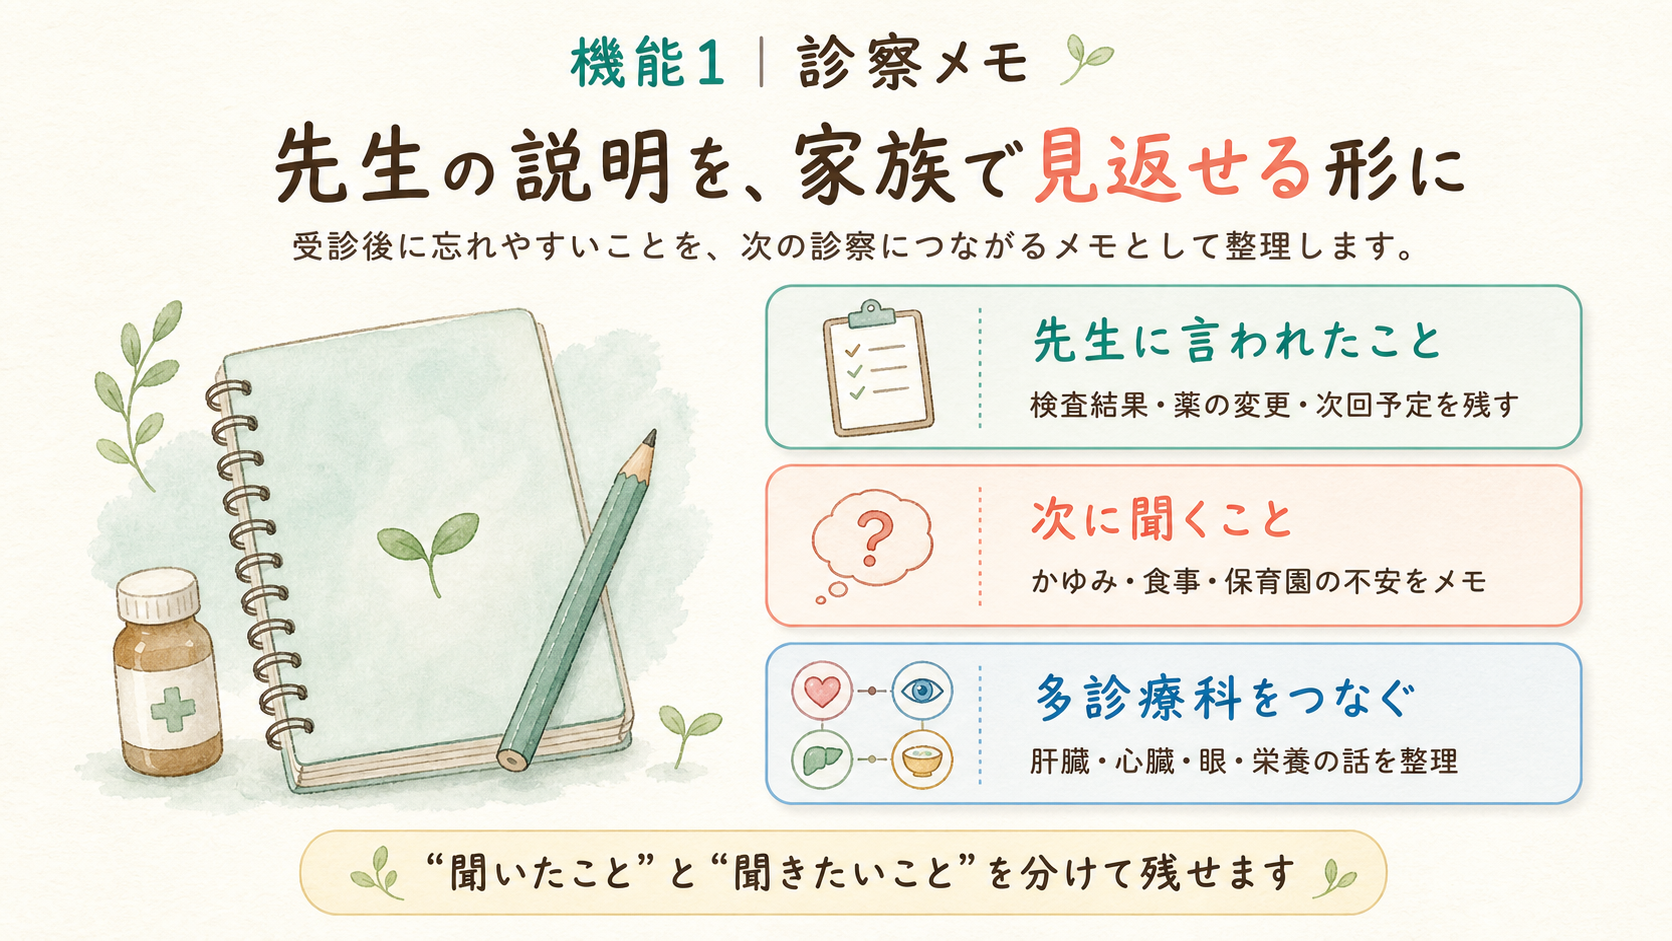 機能1｜診察メモ
先生の説明を、家族で見返せる形に
受診後に忘れやすいことを、次の診察につながるメモとして整理します。
先生に言われたこと
検査結果・薬の変更・次回予定を残す
?
次に聞くこと
かゆみ・食事・保育園の不安をメモ
多診療科をつなぐ
肝臓・心臓・眼・栄養の話を整理
“聞いたこと”と“聞きたいこと”を分けて残せます